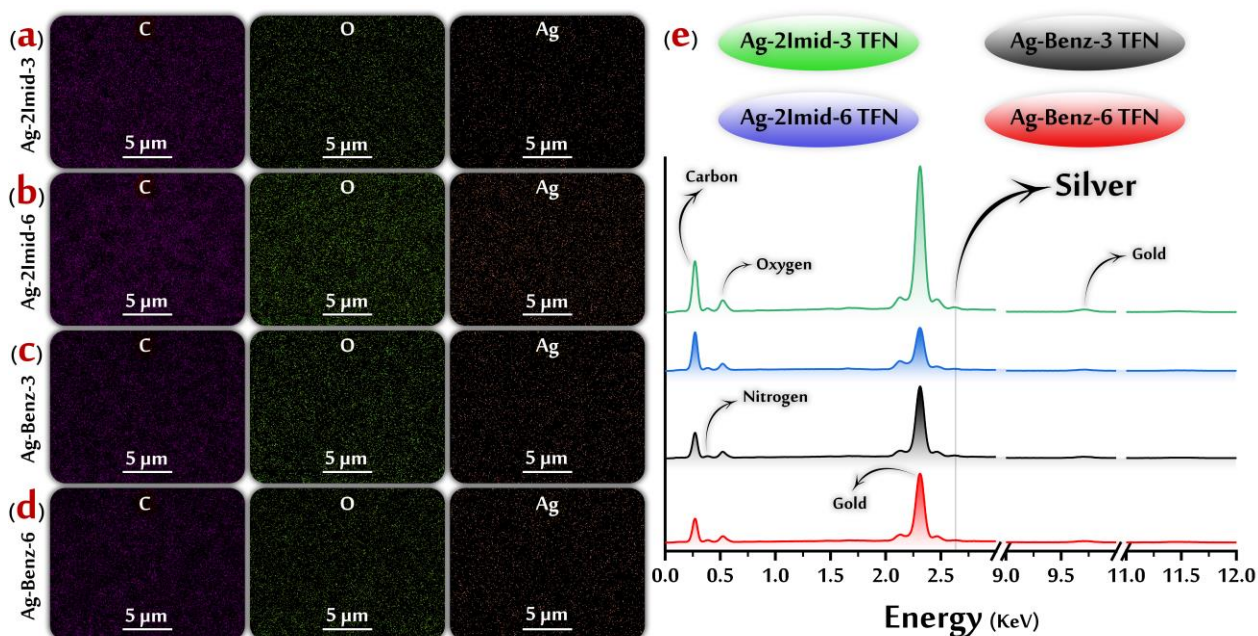 (a)
Ag-2Imid-3
C
O
Ag
5 µm
5 µm
5 µm
(b)
Ag-2Imid-6
C
O
Ag
5 µm
5 µm
5 µm
(c)
Ag-Benz-3
C
O
Ag
5 µm
5 µm
5 µm
(d)
Ag-Benz-6
C
O
Ag
5 µm
5 µm
5 µm
(e)
Ag-2Imid-3 TFN
Ag-Benz-3 TFN
Ag-2Imid-6 TFN
Ag-Benz-6 TFN
Carbon
Silver
Oxygen
Gold
Nitrogen
Gold
0.0 0.5 1.0 1.5 2.0 2.5 9.0 9.5 11.0 11.5 12.0
Energy (KeV)